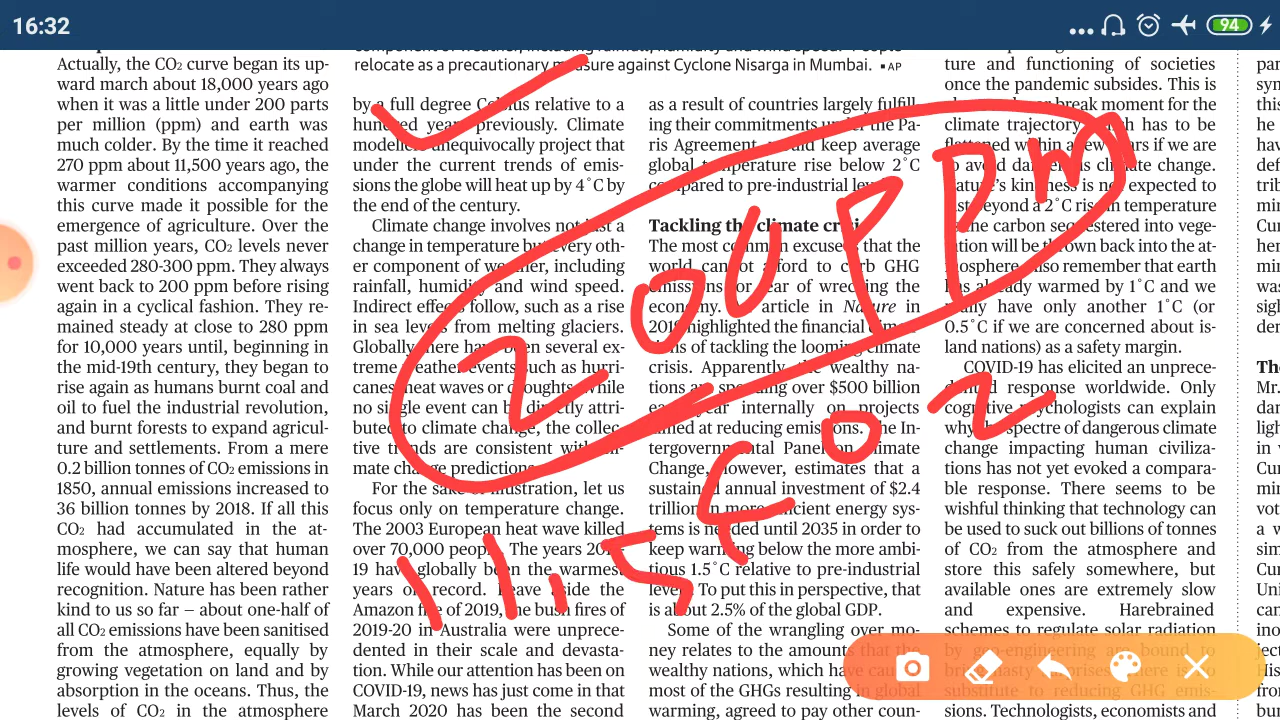 16:32
94
Actually, the CO₂ curve began its up-
ward march about 18,000 years ago
when it was a little under 200 parts
per million (ppm) and earth was
much colder. By the time it reached
270 ppm about 11,500 years ago, the
warmer conditions accompanying
this curve made it possible for the
emergence of agriculture. Over the
past million years, CO₂ levels never
exceeded 280-300 ppm. They always
went back to 200 ppm before rising
again in a cyclical fashion. They re-
mained steady at close to 280 ppm
for 10,000 years until, beginning in
the mid-19th century, they began to
rise again as humans burnt coal and
oil to fuel the industrial revolution,
and burnt forests to expand agricul-
ture and settlements. From a mere
0.2 billion tonnes of CO₂ emissions in
1850, annual emissions increased to
36 billion tonnes by 2018. If all this
CO₂ had accumulated in the at-
mosphere, we can say that human
life would have been altered beyond
recognition. Nature has been rather
kind to us so far – about one-half of
all CO₂ emissions have been sanitised
from the atmosphere, equally by
growing vegetation on land and by
absorption in the oceans. Thus, the
levels of CO₂ in the atmosphere
relocate as a precautionary measure against Cyclone Nisarga in Mumbai. ▪AP
by a full degree Celsius relative to a
hundred years previously. Climate
modellers unequivocally project that
under the current trends of emis-
sions the globe will heat up by 4°C by
the end of the century.
Climate change involves not just a
change in temperature but every oth-
er component of weather, including
rainfall, humidity and wind speed.
Indirect effects follow, such as a rise
in sea levels from melting glaciers.
Globally there have been several ex-
treme weather events such as hurri-
canes, heat waves or droughts. While
no single event can be directly attri-
buted to climate change, the collec-
tive trends are consistent with cli-
mate change predictions.
For the sake of illustration, let us
focus only on temperature change.
The 2003 European heat wave killed
over 70,000 people. The years 2015-
19 have globally been the warmest
years on record. Leave aside the
Amazon fire of 2019, the bush fires of
2019-20 in Australia were unprece-
dented in their scale and devasta-
tion. While our attention has been on
COVID-19, news has just come in that
March 2020 has been the second
as a result of countries largely fulfill-
ing their commitments under the Pa-
ris Agreement, would keep average
global temperature rise below 2°C
compared to pre-industrial levels.
Tackling the climate crisis
The most common excuse is that the
world cannot afford to curb GHG
emissions for fear of wrecking the
economy. An article in Nature in
2019 highlighted the financial dimen-
sions of tackling the looming climate
crisis. Apparently the wealthy na-
tions are spending over $500 billion
each year internally on projects
aimed at reducing emissions. The In-
tergovernmental Panel on Climate
Change, however, estimates that a
sustained annual investment of $2.4
trillion in more efficient energy sys-
tems is needed until 2035 in order to
keep warming below the more ambi-
tious 1.5°C relative to pre-industrial
levels. To put this in perspective, that
is about 2.5% of the global GDP.
Some of the wrangling over mo-
ney relates to the amounts that the
wealthy nations, which have caused
most of the GHGs resulting in global
warming, agreed to pay other coun-
ture and functioning of societies
once the pandemic subsides. This is
also a make or break moment for the
climate trajectory, which has to be
flattened within a few years if we are
to avoid dangerous climate change.
Nature's kindness is not expected to
last beyond a 2°C rise in temperature
as the carbon sequestered into vege-
tation will be thrown back into the at-
mosphere. Also remember that earth
has already warmed by 1°C and we
really have only another 1°C (or
0.5°C if we are concerned about is-
land nations) as a safety margin.
COVID-19 has elicited an unprece-
dented response worldwide. Only
cognitive psychologists can explain
why the spectre of dangerous climate
change impacting human civiliza-
tions has not yet evoked a compara-
ble response. There seems to be
wishful thinking that technology can
be used to suck out billions of tonnes
of CO₂ from the atmosphere and
store this safely somewhere, but
available ones are extremely slow
and expensive. Harebrained
schemes to regulate solar radiation
by geo-engineering are bound to
substitute to reducing GHG emis-
sions. Technologists, economists and
200PPM
CO2